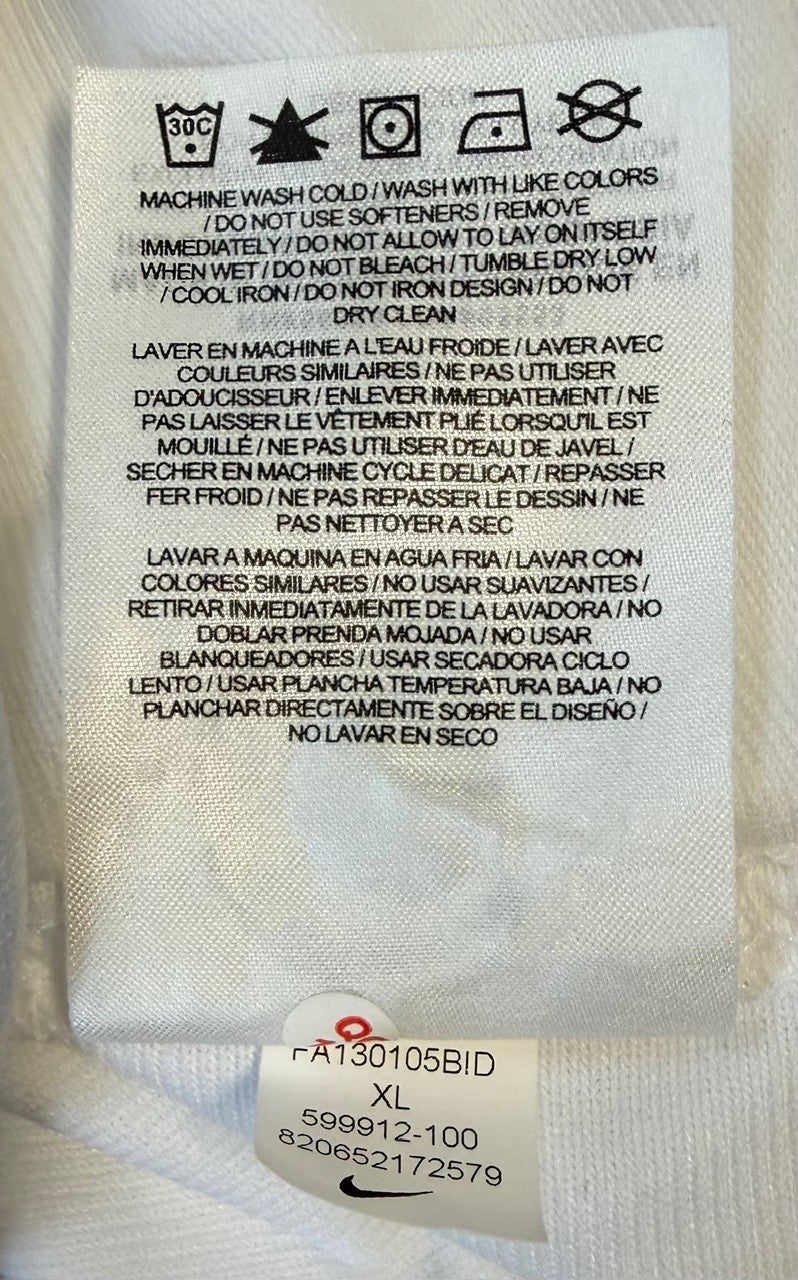 30C
MACHINE WASH COLD / WASH WITH LIKE COLORS
/ DO NOT USE SOFTENERS / REMOVE
IMMEDIATELY / DO NOT ALLOW TO LAY ON ITSELF
WHEN WET / DO NOT BLEACH / TUMBLE DRY LOW
/ COOL IRON / DO NOT IRON DESIGN / DO NOT
DRY CLEAN
LAVER EN MACHINE A L'EAU FROIDE / LAVER AVEC
COULEURS SIMILAIRES / NE PAS UTILISER
D'ADOUCISSEUR / ENLEVER IMMEDIATEMENT / NE
PAS LAISSER LE VÊTEMENT PLIÉ LORSQU'IL EST
MOUILLÉ / NE PAS UTILISER D'EAU DE JAVEL /
SECHER EN MACHINE CYCLE DELICAT / REPASSER
FER FROID / NE PAS REPASSER LE DESSIN / NE
PAS NETTOYER A SEC
LAVAR A MAQUINA EN AGUA FRIA / LAVAR CON
COLORES SIMILARES / NO USAR SUAVIZANTES /
RETIRAR INMEDIATAMENTE DE LA LAVADORA / NO
DOBLAR PRENDA MOJADA / NO USAR
BLANQUEADORES / USAR SECADORA CICLO
LENTO / USAR PLANCHA TEMPERATURA BAJA / NO
PLANCHAR DIRECTAMENTE SOBRE EL DISEÑO /
NO LAVAR EN SECO
FA130105BID
XL
599912-100
820652172579